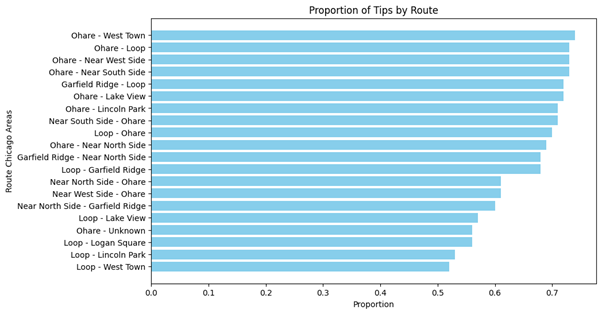 Proportion of Tips by Route
Route Chicago Areas
Ohare - West Town
Ohare - Loop
Ohare - Near West Side
Ohare - Near South Side
Garfield Ridge - Loop
Ohare - Lake View
Ohare - Lincoln Park
Near South Side - Ohare
Loop - Ohare
Ohare - Near North Side
Garfield Ridge - Near North Side
Loop - Garfield Ridge
Near North Side - Ohare
Near West Side - Ohare
Near North Side - Garfield Ridge
Loop - Lake View
Ohare - Unknown
Loop - Logan Square
Loop - Lincoln Park
Loop - West Town
0.0 0.1 0.2 0.3 0.4 0.5 0.6 0.7
Proportion